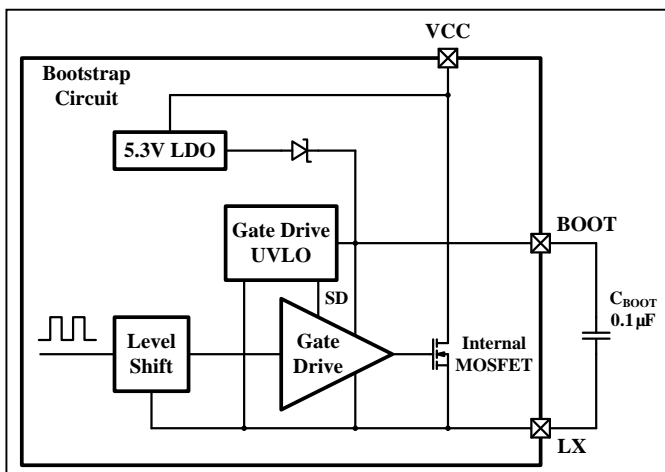 VCC
Bootstrap
Circuit
5.3V LDO
Gate Drive
UVLO
BOOT
SD
CBOOT
0.1µF
Level
Shift
Gate
Drive
Internal
MOSFET
LX